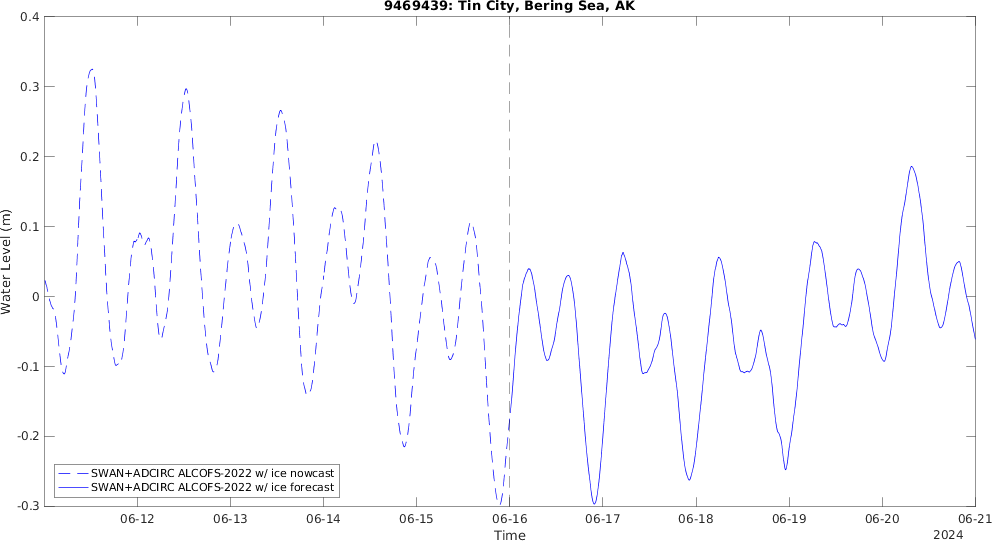 9469439: Tin City, Bering Sea, AK
0.4
0.3
0.2
0.1
0
-0.1
-0.2
-0.3
Water Level (m)
SWAN+ADCIRC ALCOFS-2022 w/ ice nowcast
SWAN+ADCIRC ALCOFS-2022 w/ ice forecast
06-12 06-13 06-14 06-15 06-16 06-17 06-18 06-19 06-20 06-21
Time
2024